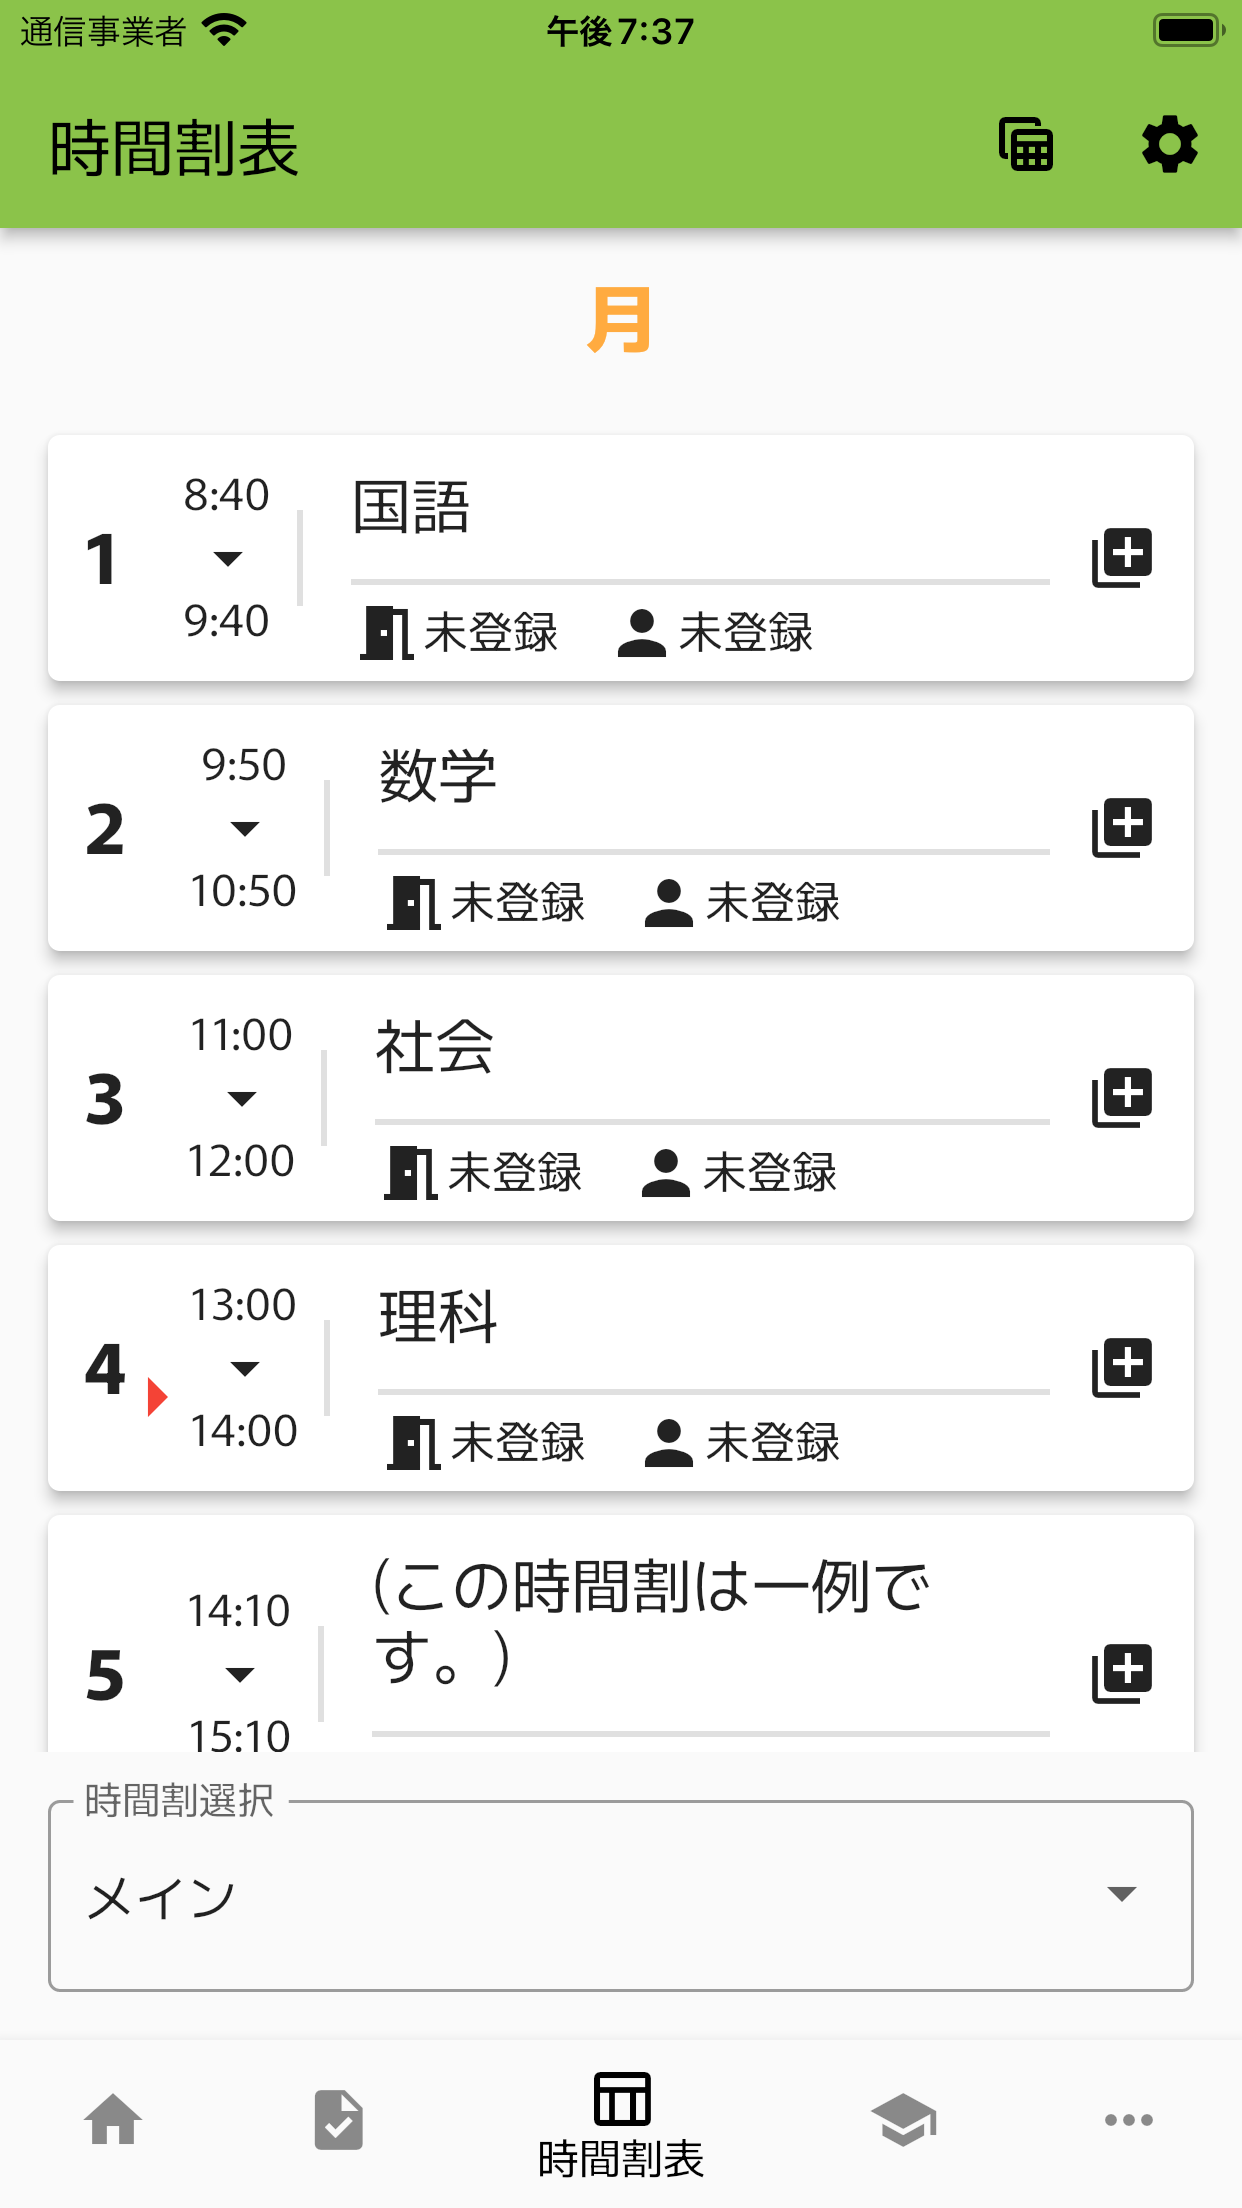 通信事業者 午後7:37
時間割表
月
1 8:40 9:40 国語
未登録 未登録
2 9:50 10:50 数学
未登録 未登録
3 11:00 12:00 社会
未登録 未登録
4 13:00 14:00 理科
未登録 未登録
5 14:10 15:10 (この時間割は一例で
す。)
時間割選択
メイン
時間割表